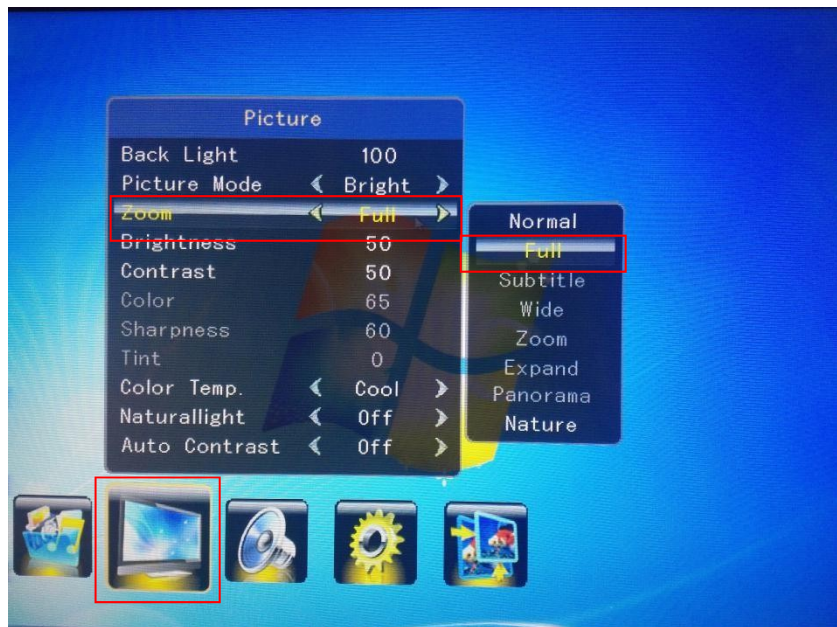 Picture
Back Light 100
Picture Mode Bright
Zoom Full
Brightness 50
Contrast 50
Color 65
Sharpness 60
Tint 0
Color Temp. Cool
Naturallight Off
Auto Contrast Off
Normal
Full
Subtitle
Wide
Zoom
Expand
Panorama
Nature